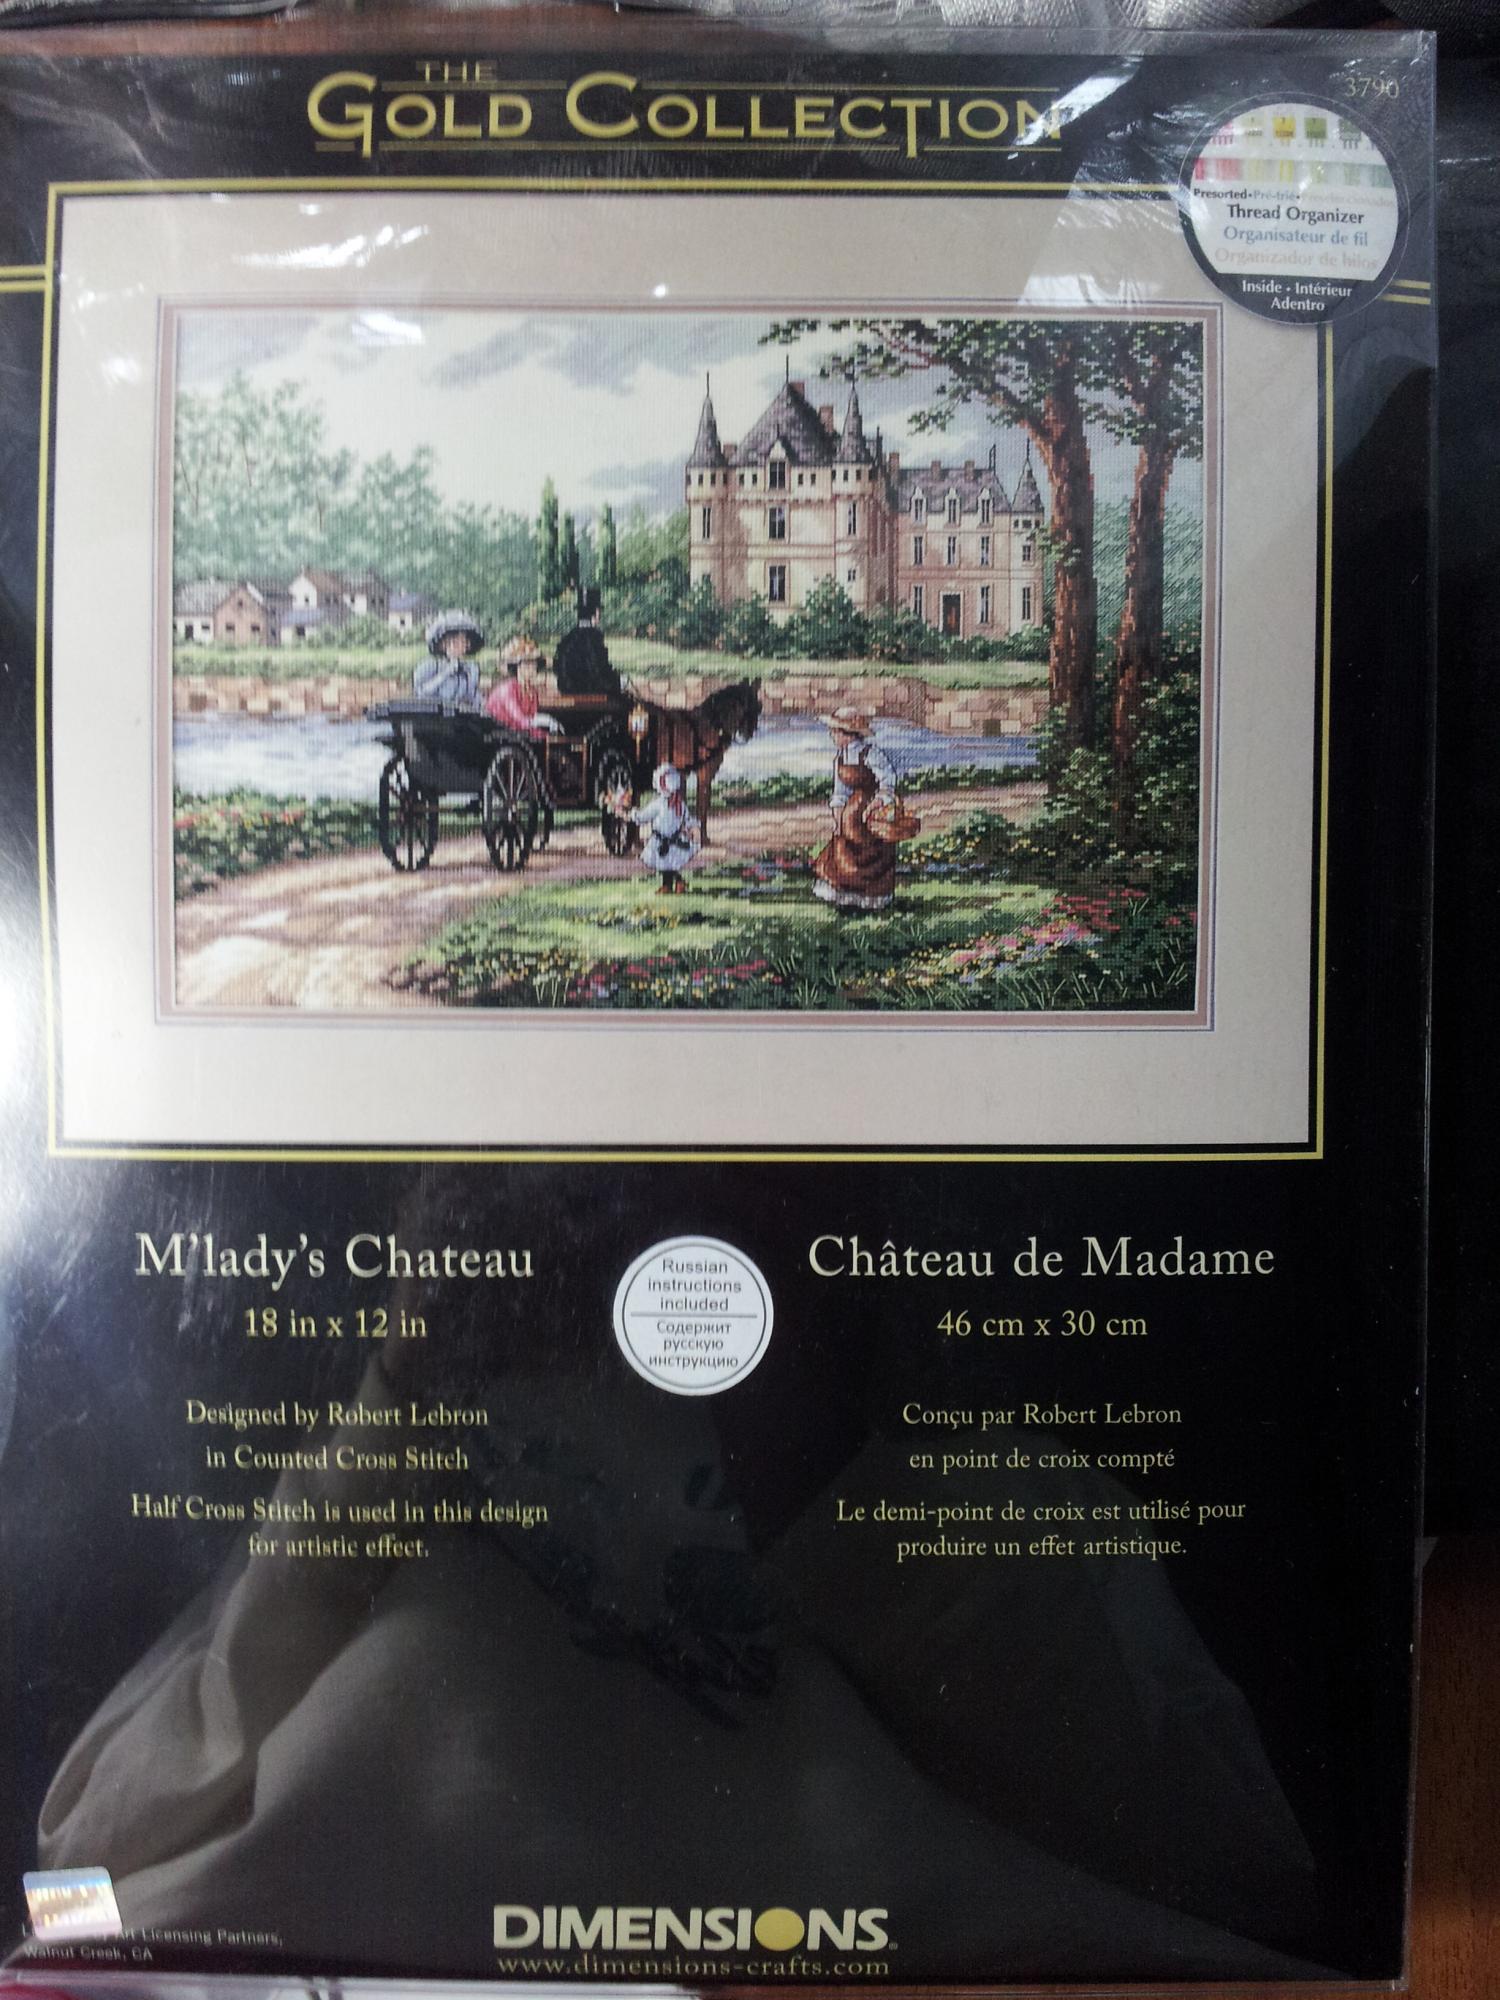 THE
GOLD COLLECTION
3790
Presorted • Pré-trié •
Thread Organizer
Organisateur de fil
Organizador de hilos
Inside • Intérieur
Adentro
M'lady's Chateau
18 in x 12 in
Designed by Robert Lebron
in Counted Cross Stitch
Half Cross Stitch is used in this design
for artistic effect.
Russian
instructions
included
Содержит
русскую
инструкцию
Château de Madame
46 cm x 30 cm
Conçu par Robert Lebron
en point de croix compté
Le demi-point de croix est utilisé pour
produire un effet artistique.
Art Licensing Partners,
Walnut Creek, CA
DIMENSIONS
www.dimensions-crafts.com